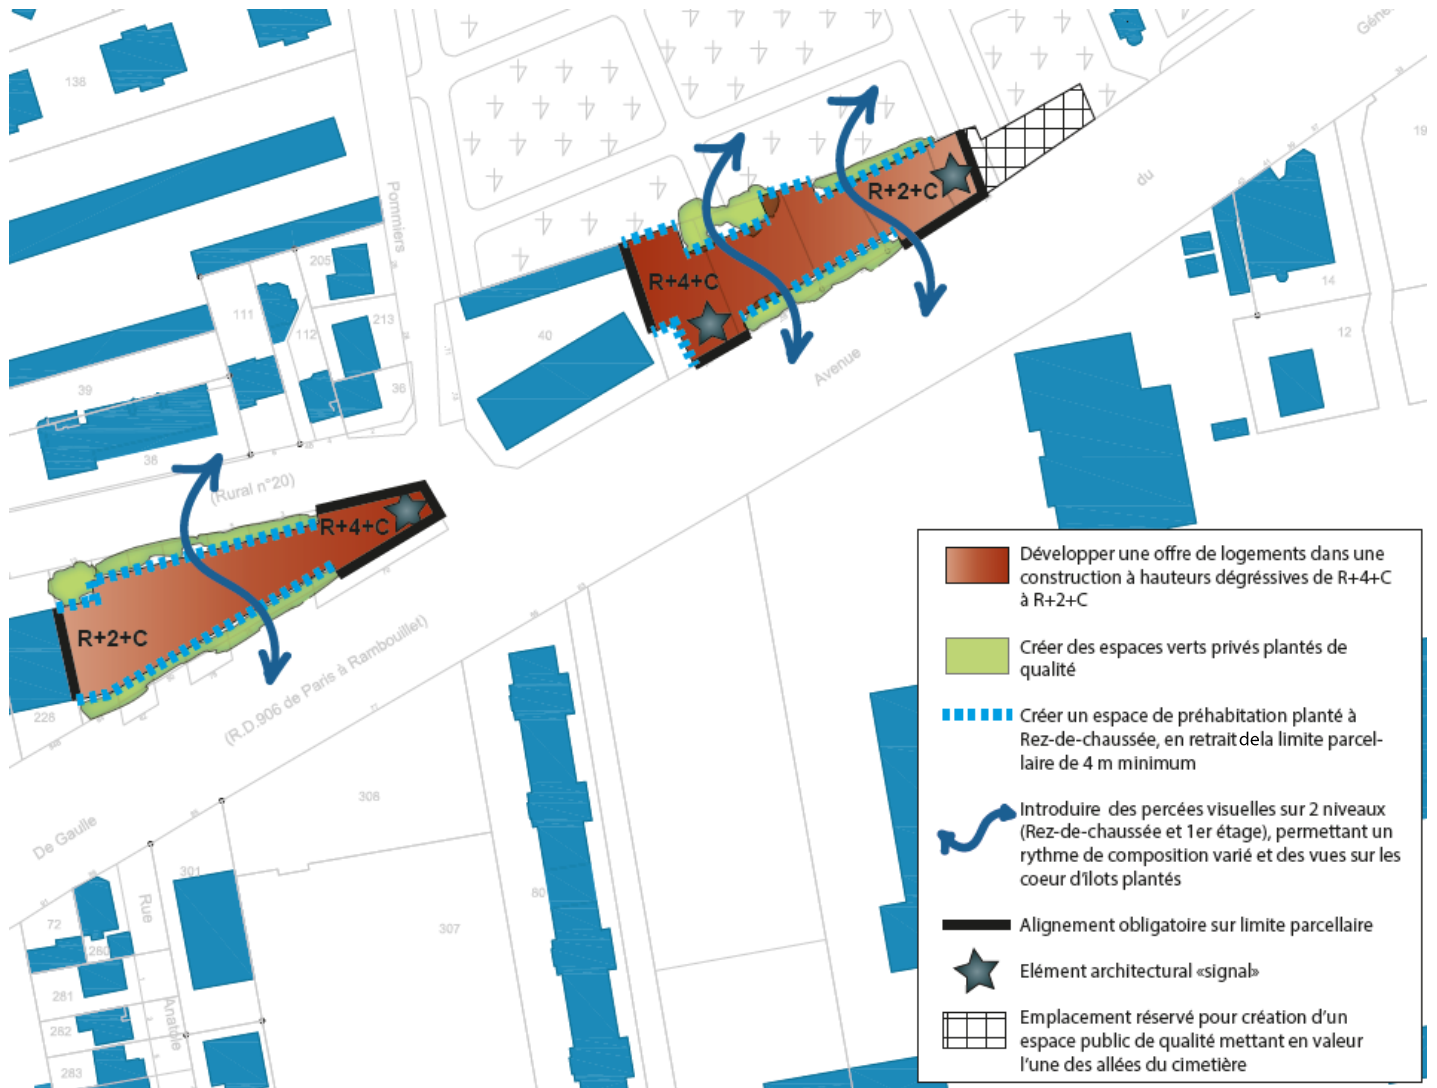 Géné
138
19
du
Pommiers
205
R+2+C
R+4+C
14
111
112
213
40
12
Avenue
39
36
38
(Rural n°20)
R+4+C
R+2+C
228
(R.D.906 de Paris à Rambouillet)
308
De Gaulle
301
Rue
72
280
80
307
281
282
Anatole
283
Développer une offre de logements dans une
construction à hauteurs dégréssives de R+4+C
à R+2+C
Créer des espaces verts privés plantés de
qualité
Créer un espace de préhabitation planté à
Rez-de-chaussée, en retrait dela limite parcel-
laire de 4 m minimum
Introduire des percées visuelles sur 2 niveaux
(Rez-de-chaussée et 1er étage), permettant un
rythme de composition varié et des vues sur les
coeur d'îlots plantés
Alignement obligatoire sur limite parcellaire
Elément architectural «signal»
Emplacement réservé pour création d'un
espace public de qualité mettant en valeur
l'une des allées du cimetière